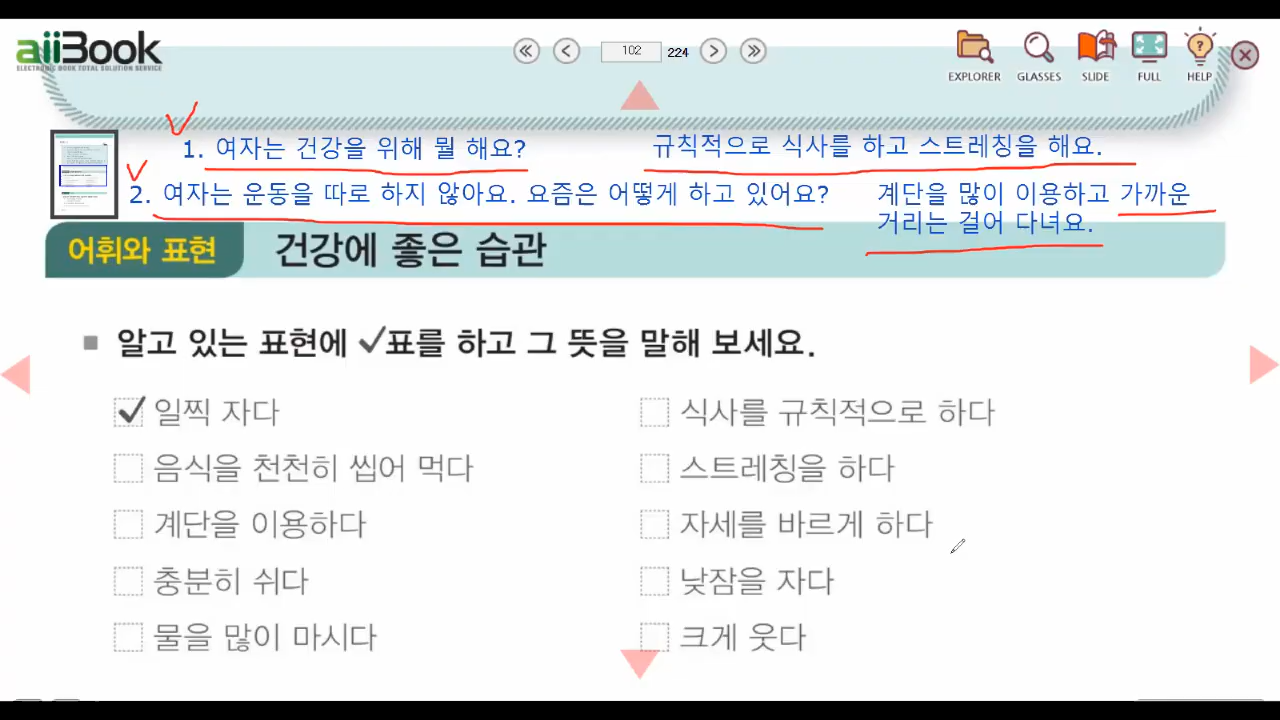 aiiBook
ELECTRONIC BOOK TOTAL SOLUTION SERVICE
102 224
EXPLORER GLASSES SLIDE FULL HELP
1. 여자는 건강을 위해 뭘 해요? 규칙적으로 식사를 하고 스트레칭을 해요.
2. 여자는 운동을 따로 하지 않아요. 요즘은 어떻게 하고 있어요? 계단을 많이 이용하고 가까운
거리는 걸어 다녀요.
어휘와 표현 건강에 좋은 습관
알고 있는 표현에 ✓표를 하고 그 뜻을 말해 보세요.
일찍 자다 식사를 규칙적으로 하다
음식을 천천히 씹어 먹다 스트레칭을 하다
계단을 이용하다 자세를 바르게 하다
충분히 쉬다 낮잠을 자다
물을 많이 마시다 크게 웃다